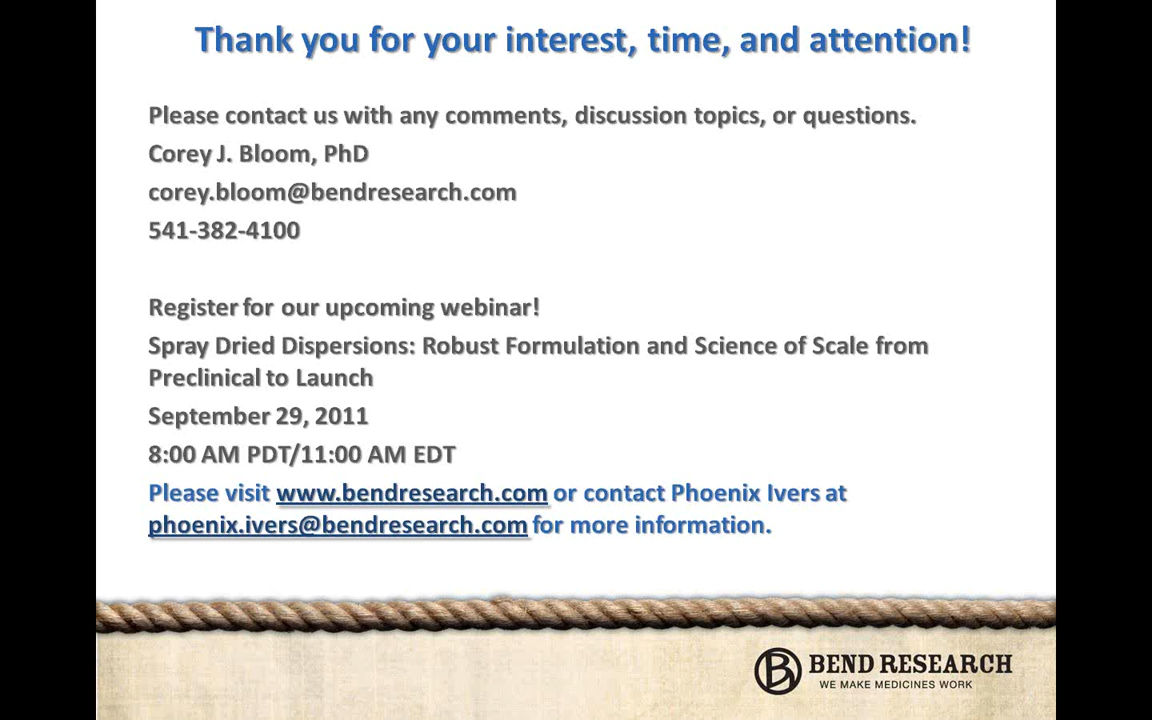 Thank you for your interest, time, and attention!
Please contact us with any comments, discussion topics, or questions.
Corey J. Bloom, PhD
corey.bloom@bendresearch.com
541-382-4100
Register for our upcoming webinar!
Spray Dried Dispersions: Robust Formulation and Science of Scale from
Preclinical to Launch
September 29, 2011
8:00 AM PDT/11:00 AM EDT
Please visit www.bendresearch.com or contact Phoenix Ivers at
phoenix.ivers@bendresearch.com for more information.
B BEND RESEARCH
WE MAKE MEDICINES WORK